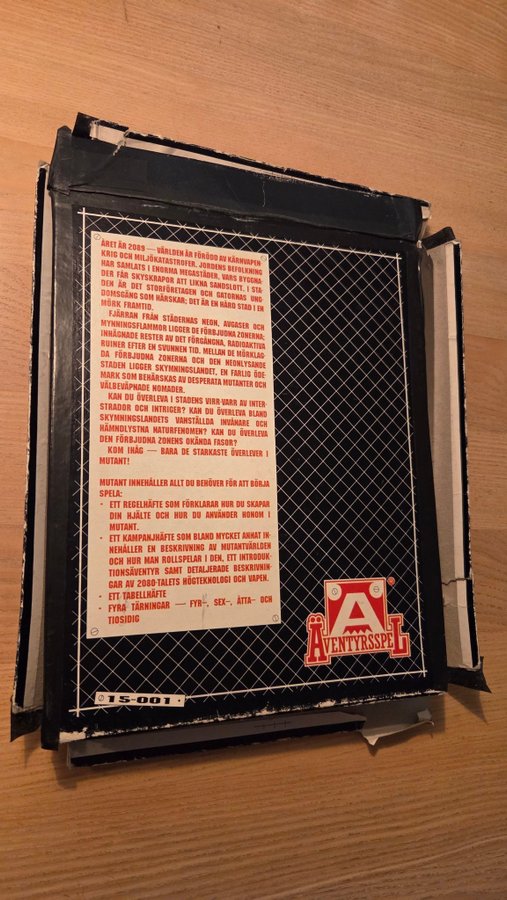 ÅRET ÄR 2089 — VÄRLDEN ÄR FÖRÖDD AV KÄRNVAPEN
KRIG OCH MILJÖKATASTROFER. JORDENS BEFOLKNING
HAR SAMLATS I ENORMA MEGASTÄDER, VARS BYGGNA-
DER FÅR SKYSKRAPOR ATT LIKNA SANDSLOTT. I STA-
DEN ÄR DET STORFÖRETAGEN OCH GATORNAS UNG-
DOMSGÄNG SOM HÄRSKAR; DET ÄR EN HÅRD STAD I EN
MÖRK FRAMTID.
FJÄRRAN FRÅN STÄDERNAS NEON, AVGASER OCH
MYNNINGSFLAMMOR LIGGER DE FÖRBJUDNA ZONERNA;
INHÄGNADE RESTER AV DET FÖRGÅNGNA, RADIOAKTIVA
RUINER EFTER EN SVUNNEN TID. MELLAN DE MÖRKLAG-
DA FÖRBJUDNA ZONERNA OCH DEN NEONLYSANDE
STADEN LIGGER SKYMNINGSLANDET, EN FARLIG ÖDE-
MARK SOM BEHÄRSKAS AV DESPERATA MUTANTER OCH
VÄLBEVÄPNADE NOMADER.
KAN DU ÖVERLEVA I STADENS VIRR-VARR AV INTER-
STRADOR OCH INTRIGER? KAN DU ÖVERLEVA BLAND
SKYMNINGSLANDETS VANSTÄLLDA INVÅNARE OCH
HÄMNDLYSTNA NATURFENOMEN? KAN DU ÖVERLEVA
DEN FÖRBJUDNA ZONENS OKÄNDA FASOR?
KOM IHÅG — BARA DE STARKASTE ÖVERLEVER I
MUTANT!
MUTANT INNEHÅLLER ALLT DU BEHÖVER FÖR ATT BÖRJA
SPELA:
· ETT REGELHÄFTE SOM FÖRKLARAR HUR DU SKAPAR
DIN HJÄLTE OCH HUR DU ANVÄNDER HONOM I
MUTANT.
· ETT KAMPANJHÄFTE SOM BLAND MYCKET ANNAT IN-
NEHÅLLER EN BESKRIVNING AV MUTANTVÄRLDEN
OCH HUR MAN ROLLSPELAR I DEN, ETT INTRODUK-
TIONSÄVENTYR SAMT DETALJERADE BESKRIVNIN-
GAR AV 2080-TALETS HÖGTEKNOLOGI OCH VAPEN.
· ETT TABELLHÄFTE
· FYRA TÄRNINGAR — FYR-, SEX-, ÅTTA- OCH
TIOSIDIG
A ®
ÄVENTYRSSPEL
15-001